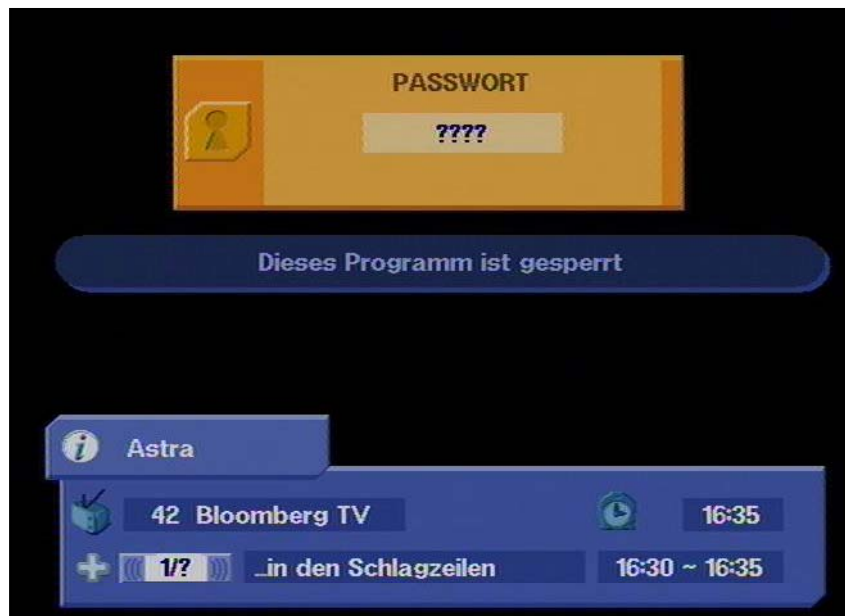 PASSWORT
????
Dieses Programm ist gesperrt
i Astra
42 Bloomberg TV 16:35
1/? ...in den Schlagzeilen 16:30 ~ 16:35